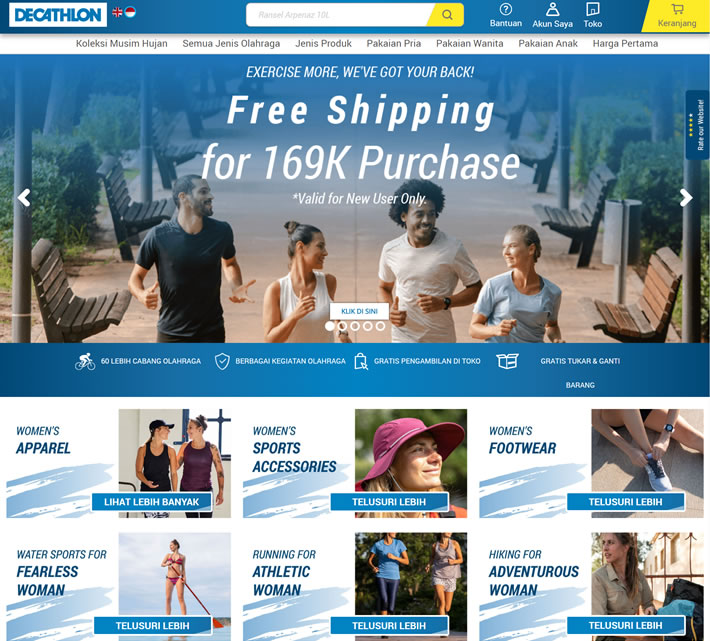 DECATHLON
Ransel Arpenaz 10L
Bantuan
Akun Saya
Toko
Keranjang
Koleksi Musim Hujan
Semua Jenis Olahraga
Jenis Produk
Pakaian Pria
Pakaian Wanita
Pakaian Anak
Harga Pertama
EXERCISE MORE, WE'VE GOT YOUR BACK!
Free Shipping
for 169K Purchase
*Valid for New User Only.
Rate our Website!
KLIK DI SINI
60 LEBIH CABANG OLAHRAGA
BERBAGAI KEGIATAN OLAHRAGA
GRATIS PENGAMBILAN DI TOKO
GRATIS TUKAR & GANTI
BARANG
WOMEN'S
APPAREL
LIHAT LEBIH BANYAK
WOMEN'S
SPORTS
ACCESSORIES
TELUSURI LEBIH
WOMEN'S
FOOTWEAR
TELUSURI LEBIH
WATER SPORTS FOR
FEARLESS
WOMAN
TELUSURI LEBIH
RUNNING FOR
ATHLETIC
WOMAN
TELUSURI LEBIH
HIKING FOR
ADVENTUROUS
WOMAN
TELUSURI LEBIH